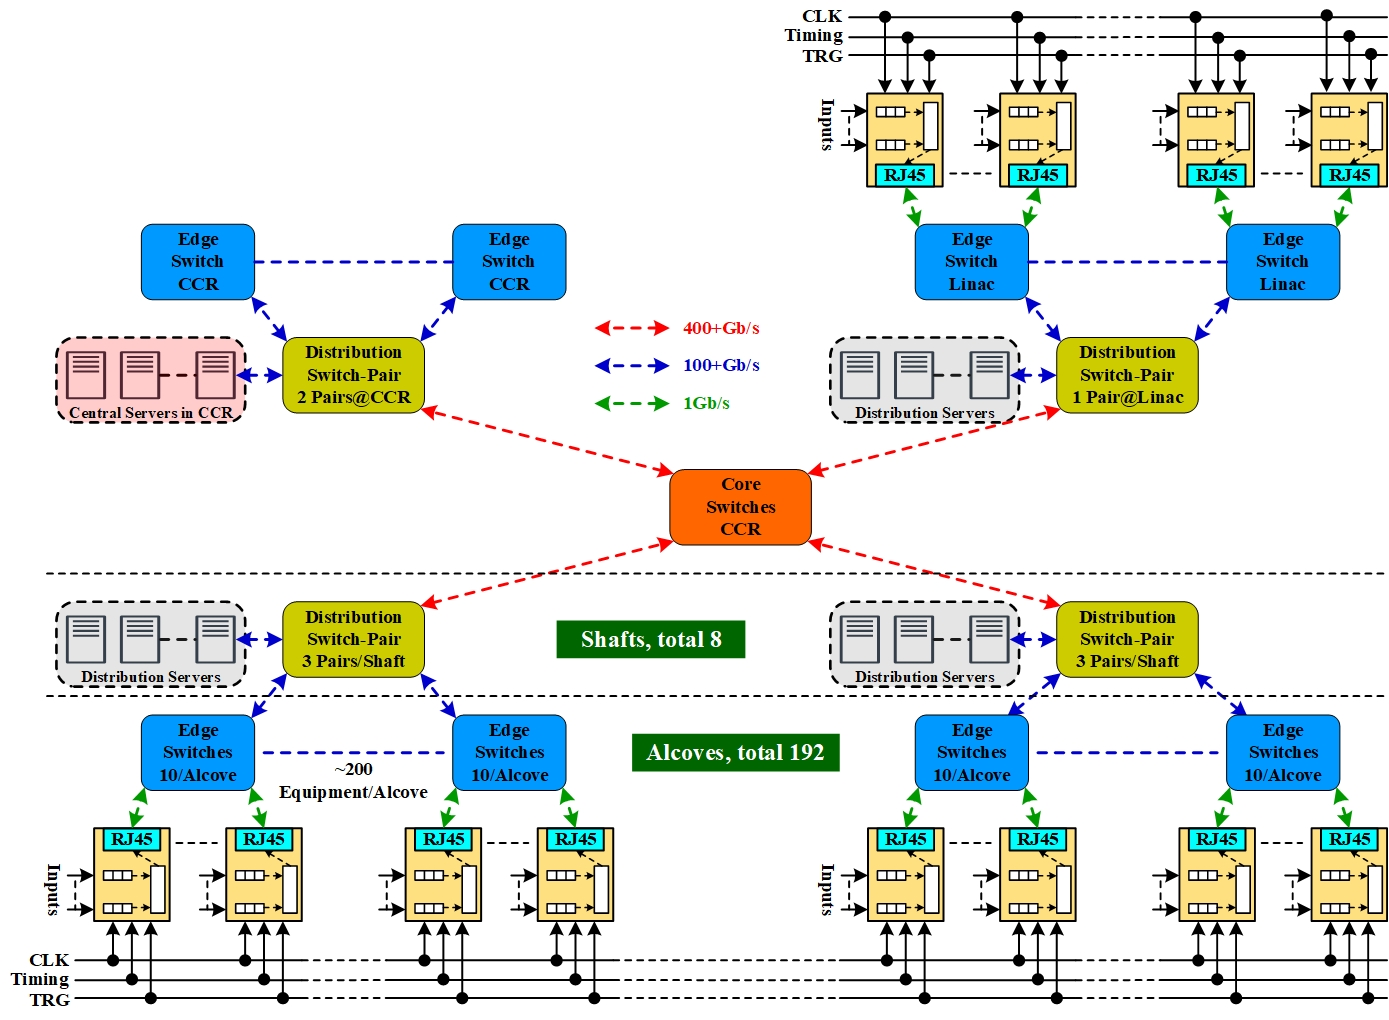 CLK
Timing
TRG
Inputs
RJ45
RJ45
RJ45
RJ45
Edge
Switch
CCR
Edge
Switch
CCR
Edge
Switch
Linac
Edge
Switch
Linac
400+Gb/s
100+Gb/s
1Gb/s
Central Servers in CCR
Distribution
Switch-Pair
2 Pairs@CCR
Distribution Servers
Distribution
Switch-Pair
1 Pair@Linac
Core
Switches
CCR
Distribution Servers
Distribution
Switch-Pair
3 Pairs/Shaft
Shafts, total 8
Distribution Servers
Distribution
Switch-Pair
3 Pairs/Shaft
Edge
Switches
10/Alcove
~200
Equipment/Alcove
Edge
Switches
10/Alcove
Alcoves, total 192
Edge
Switches
10/Alcove
Edge
Switches
10/Alcove
RJ45
RJ45
RJ45
RJ45
RJ45
RJ45
RJ45
RJ45
Inputs
Inputs
CLK
Timing
TRG